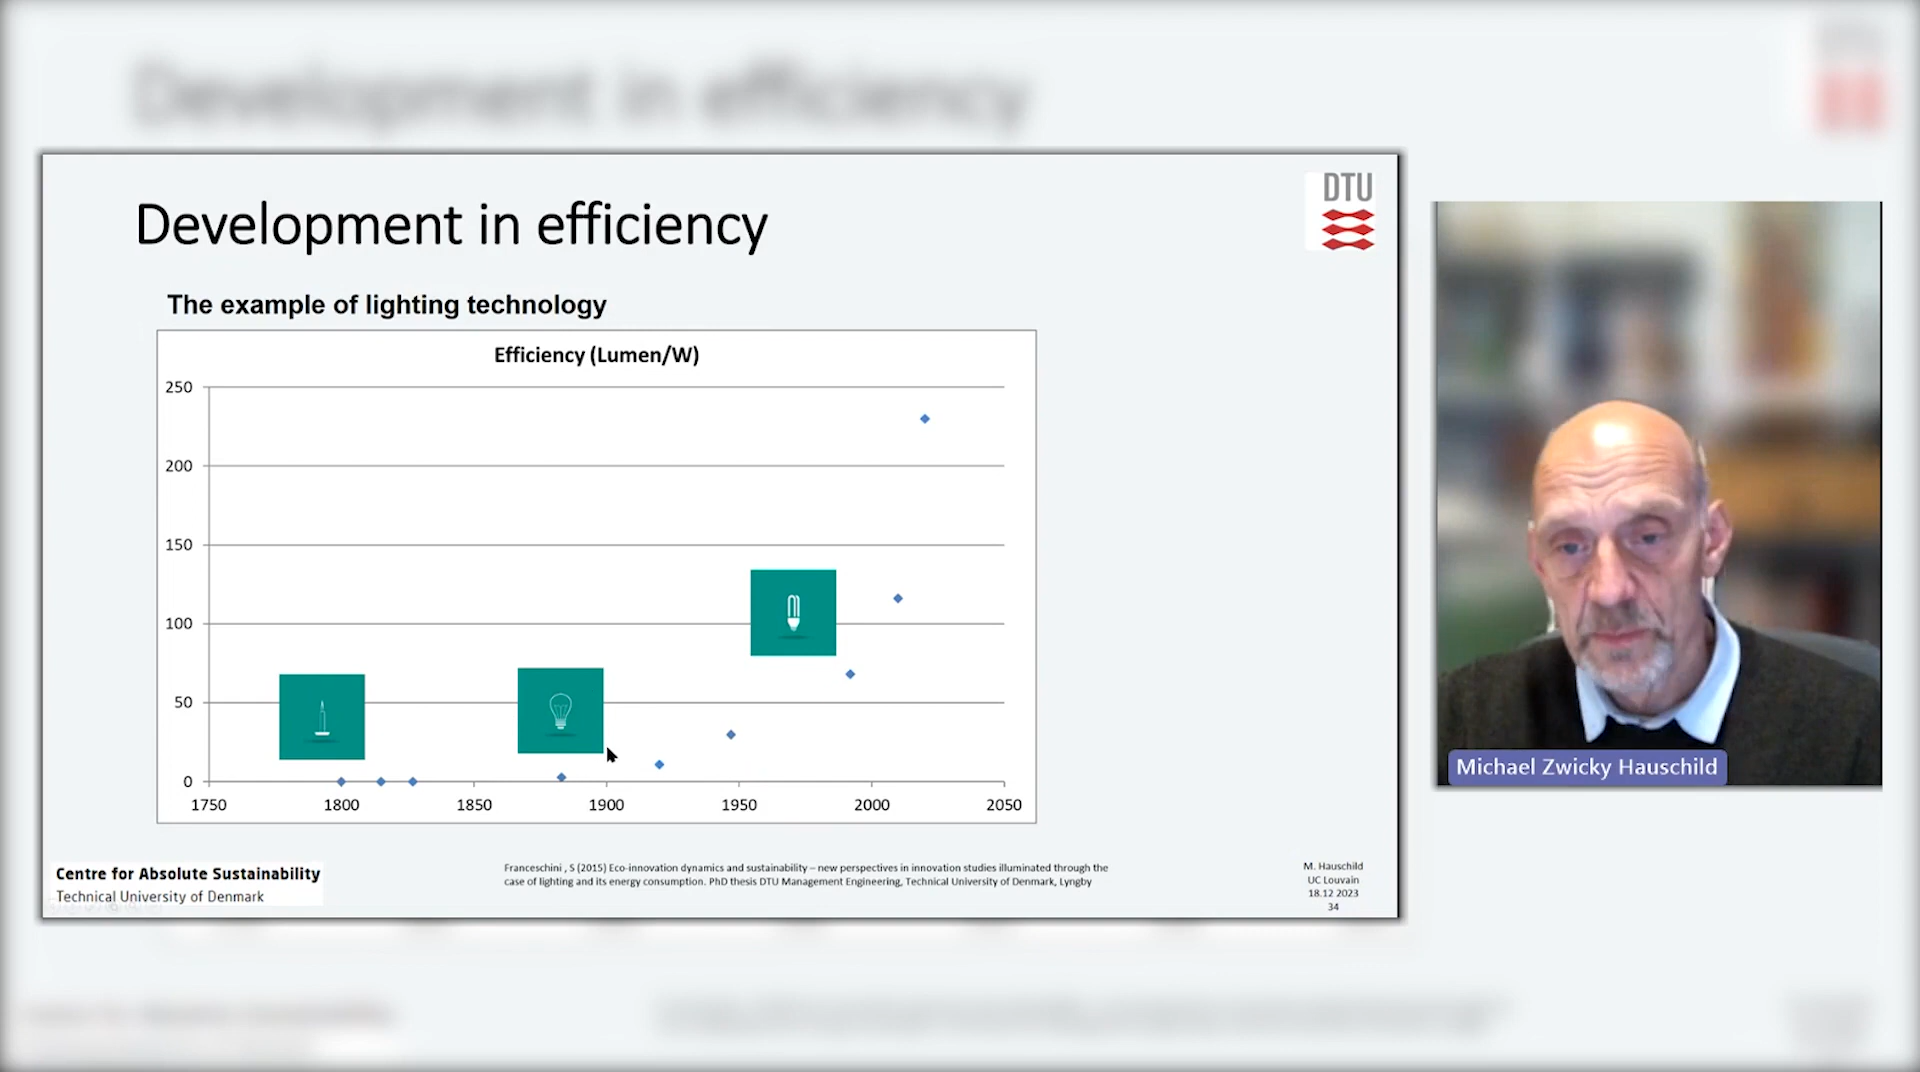 Development in efficiency
Development in efficiency
DTU
The example of lighting technology
Efficiency (Lumen/W)
250
200
150
100
50
0
1750 1800 1850 1900 1950 2000 2050
Centre for Absolute Sustainability
Technical University of Denmark
Franceschini , S (2015) Eco-innovation dynamics and sustainability – new perspectives in innovation studies illuminated through the
case of lighting and its energy consumption. PhD thesis DTU Management Engineering, Technical University of Denmark, Lyngby
M. Hauschild
UC Louvain
18.12 2023
34
Michael Zwicky Hauschild